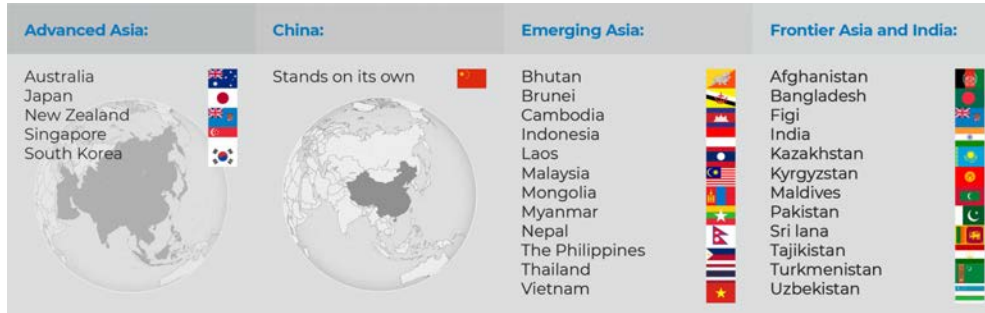 Advanced Asia:
Australia
Japan
New Zealand
Singapore
South Korea
China:
Stands on its own
Emerging Asia:
Bhutan
Brunei
Cambodia
Indonesia
Laos
Malaysia
Mongolia
Myanmar
Nepal
The Philippines
Thailand
Vietnam
Frontier Asia and India:
Afghanistan
Bangladesh
Figi
India
Kazakhstan
Kyrgyzstan
Maldives
Pakistan
Sri lana
Tajikistan
Turkmenistan
Uzbekistan